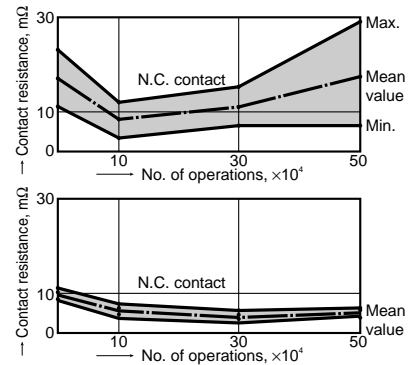 → Contact resistance, mΩ
30
10
0
N.C. contact
Max.
Mean
value
Min.
10
30
50
→ No. of operations, ×10⁴
→ Contact resistance, mΩ
30
10
0
N.C. contact
Mean
value
10
30
50
→ No. of operations, ×10⁴